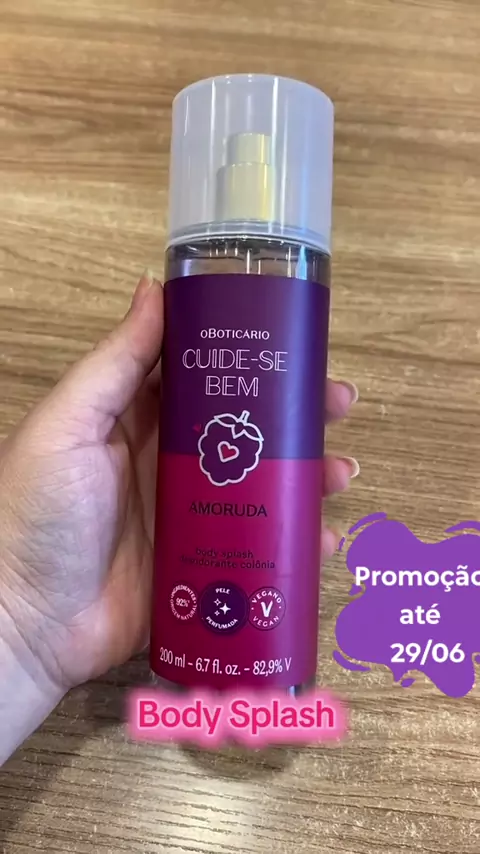 oBOTICÁRIO
CUIDE-SE
BEM
AMORUDA
body splash
desodorante colônia
PELE
PERFUMADA
92%
VEGANO
VEGAN
200 ml – 6.7 fl. oz. – 82,9% V
Promoção
até
29/06
Body Splash